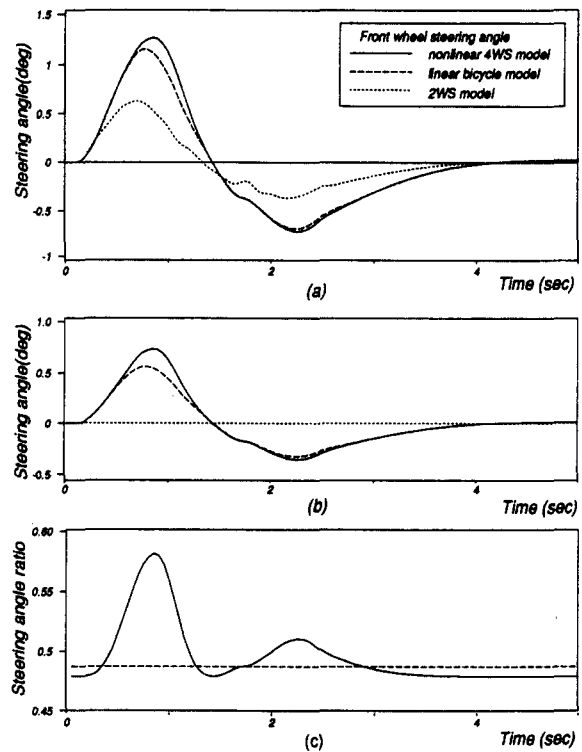 1.5
1
0.5
0
-0.5
-1
Steering angle(deg)
Front wheel steering angle
nonlinear 4WS model
linear bicycle model
2WS model
0
2
4
Time (sec)
(a)
1.0
0.5
0
-0.5
Steering angle(deg)
0
2
4
Time (sec)
(b)
0.60
0.55
0.5
0.45
Steering angle ratio
0
2
4
Time (sec)
(c)